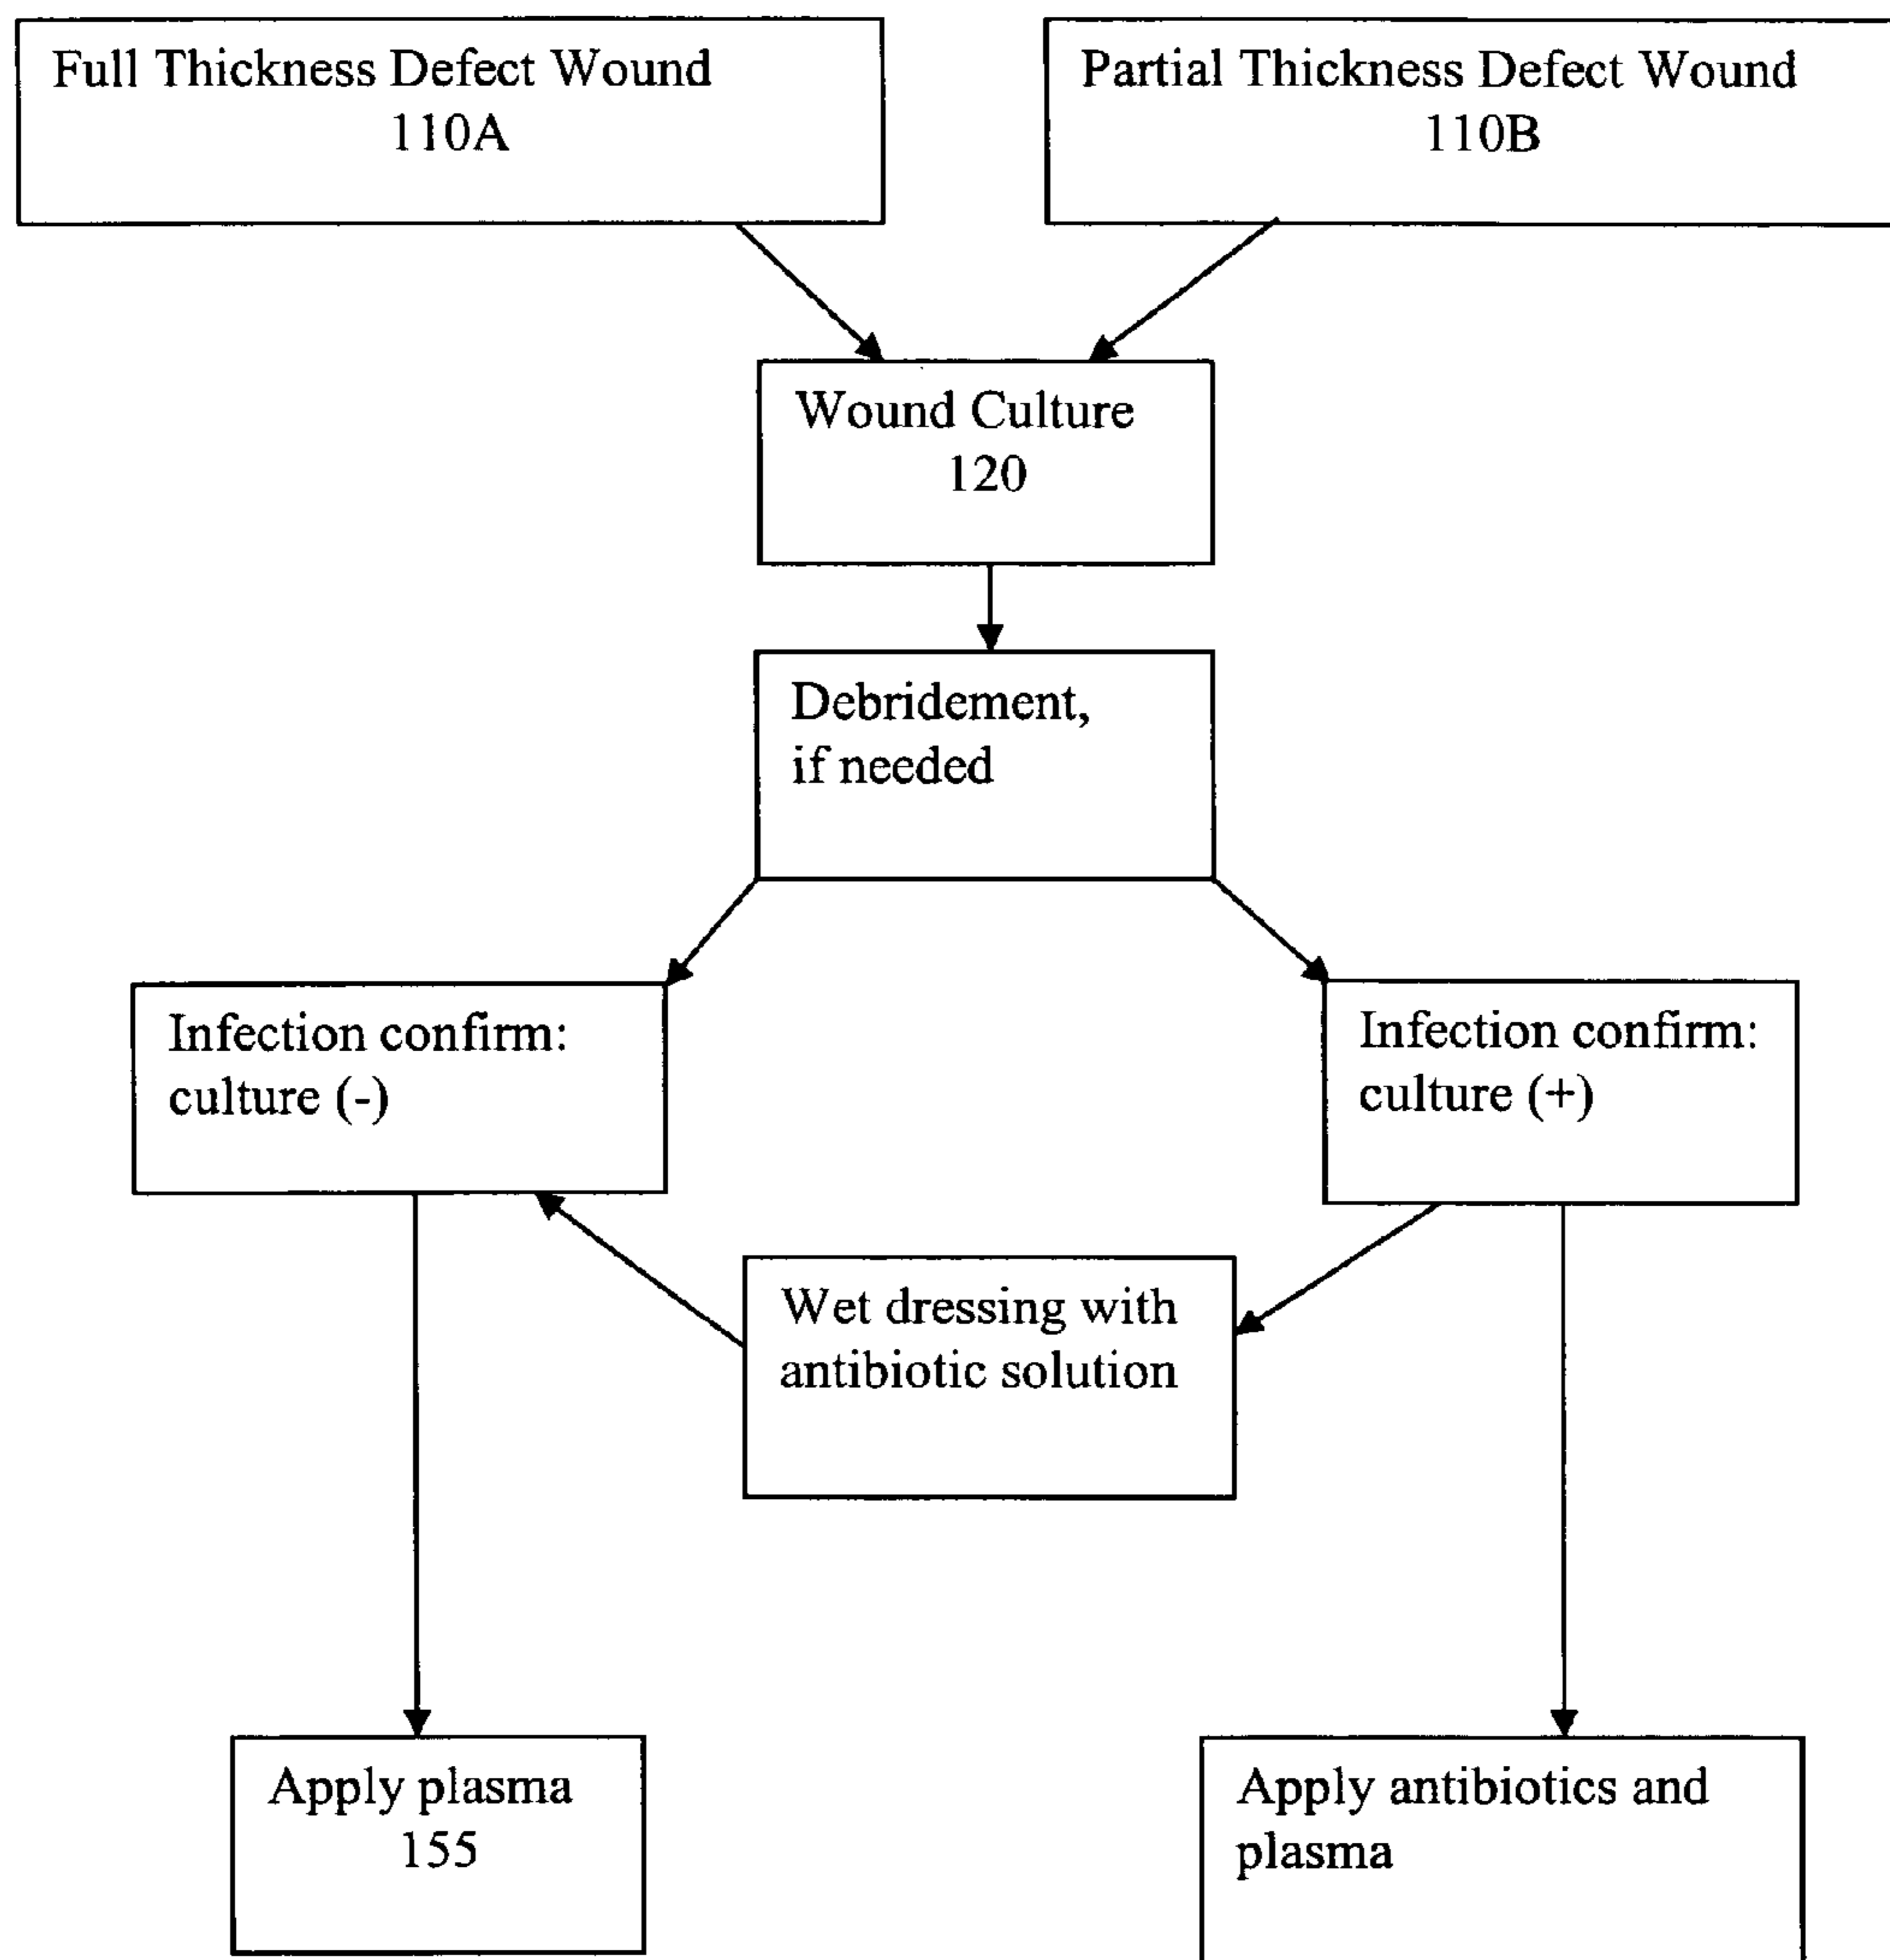 Full Thickness Defect Wound
110A
Partial Thickness Defect Wound
110B
Wound Culture
120
Debridement,
if needed
Infection confirm:
culture (-)
Infection confirm:
culture (+)
Wet dressing with
antibiotic solution
Apply plasma
155
Apply antibiotics and
plasma